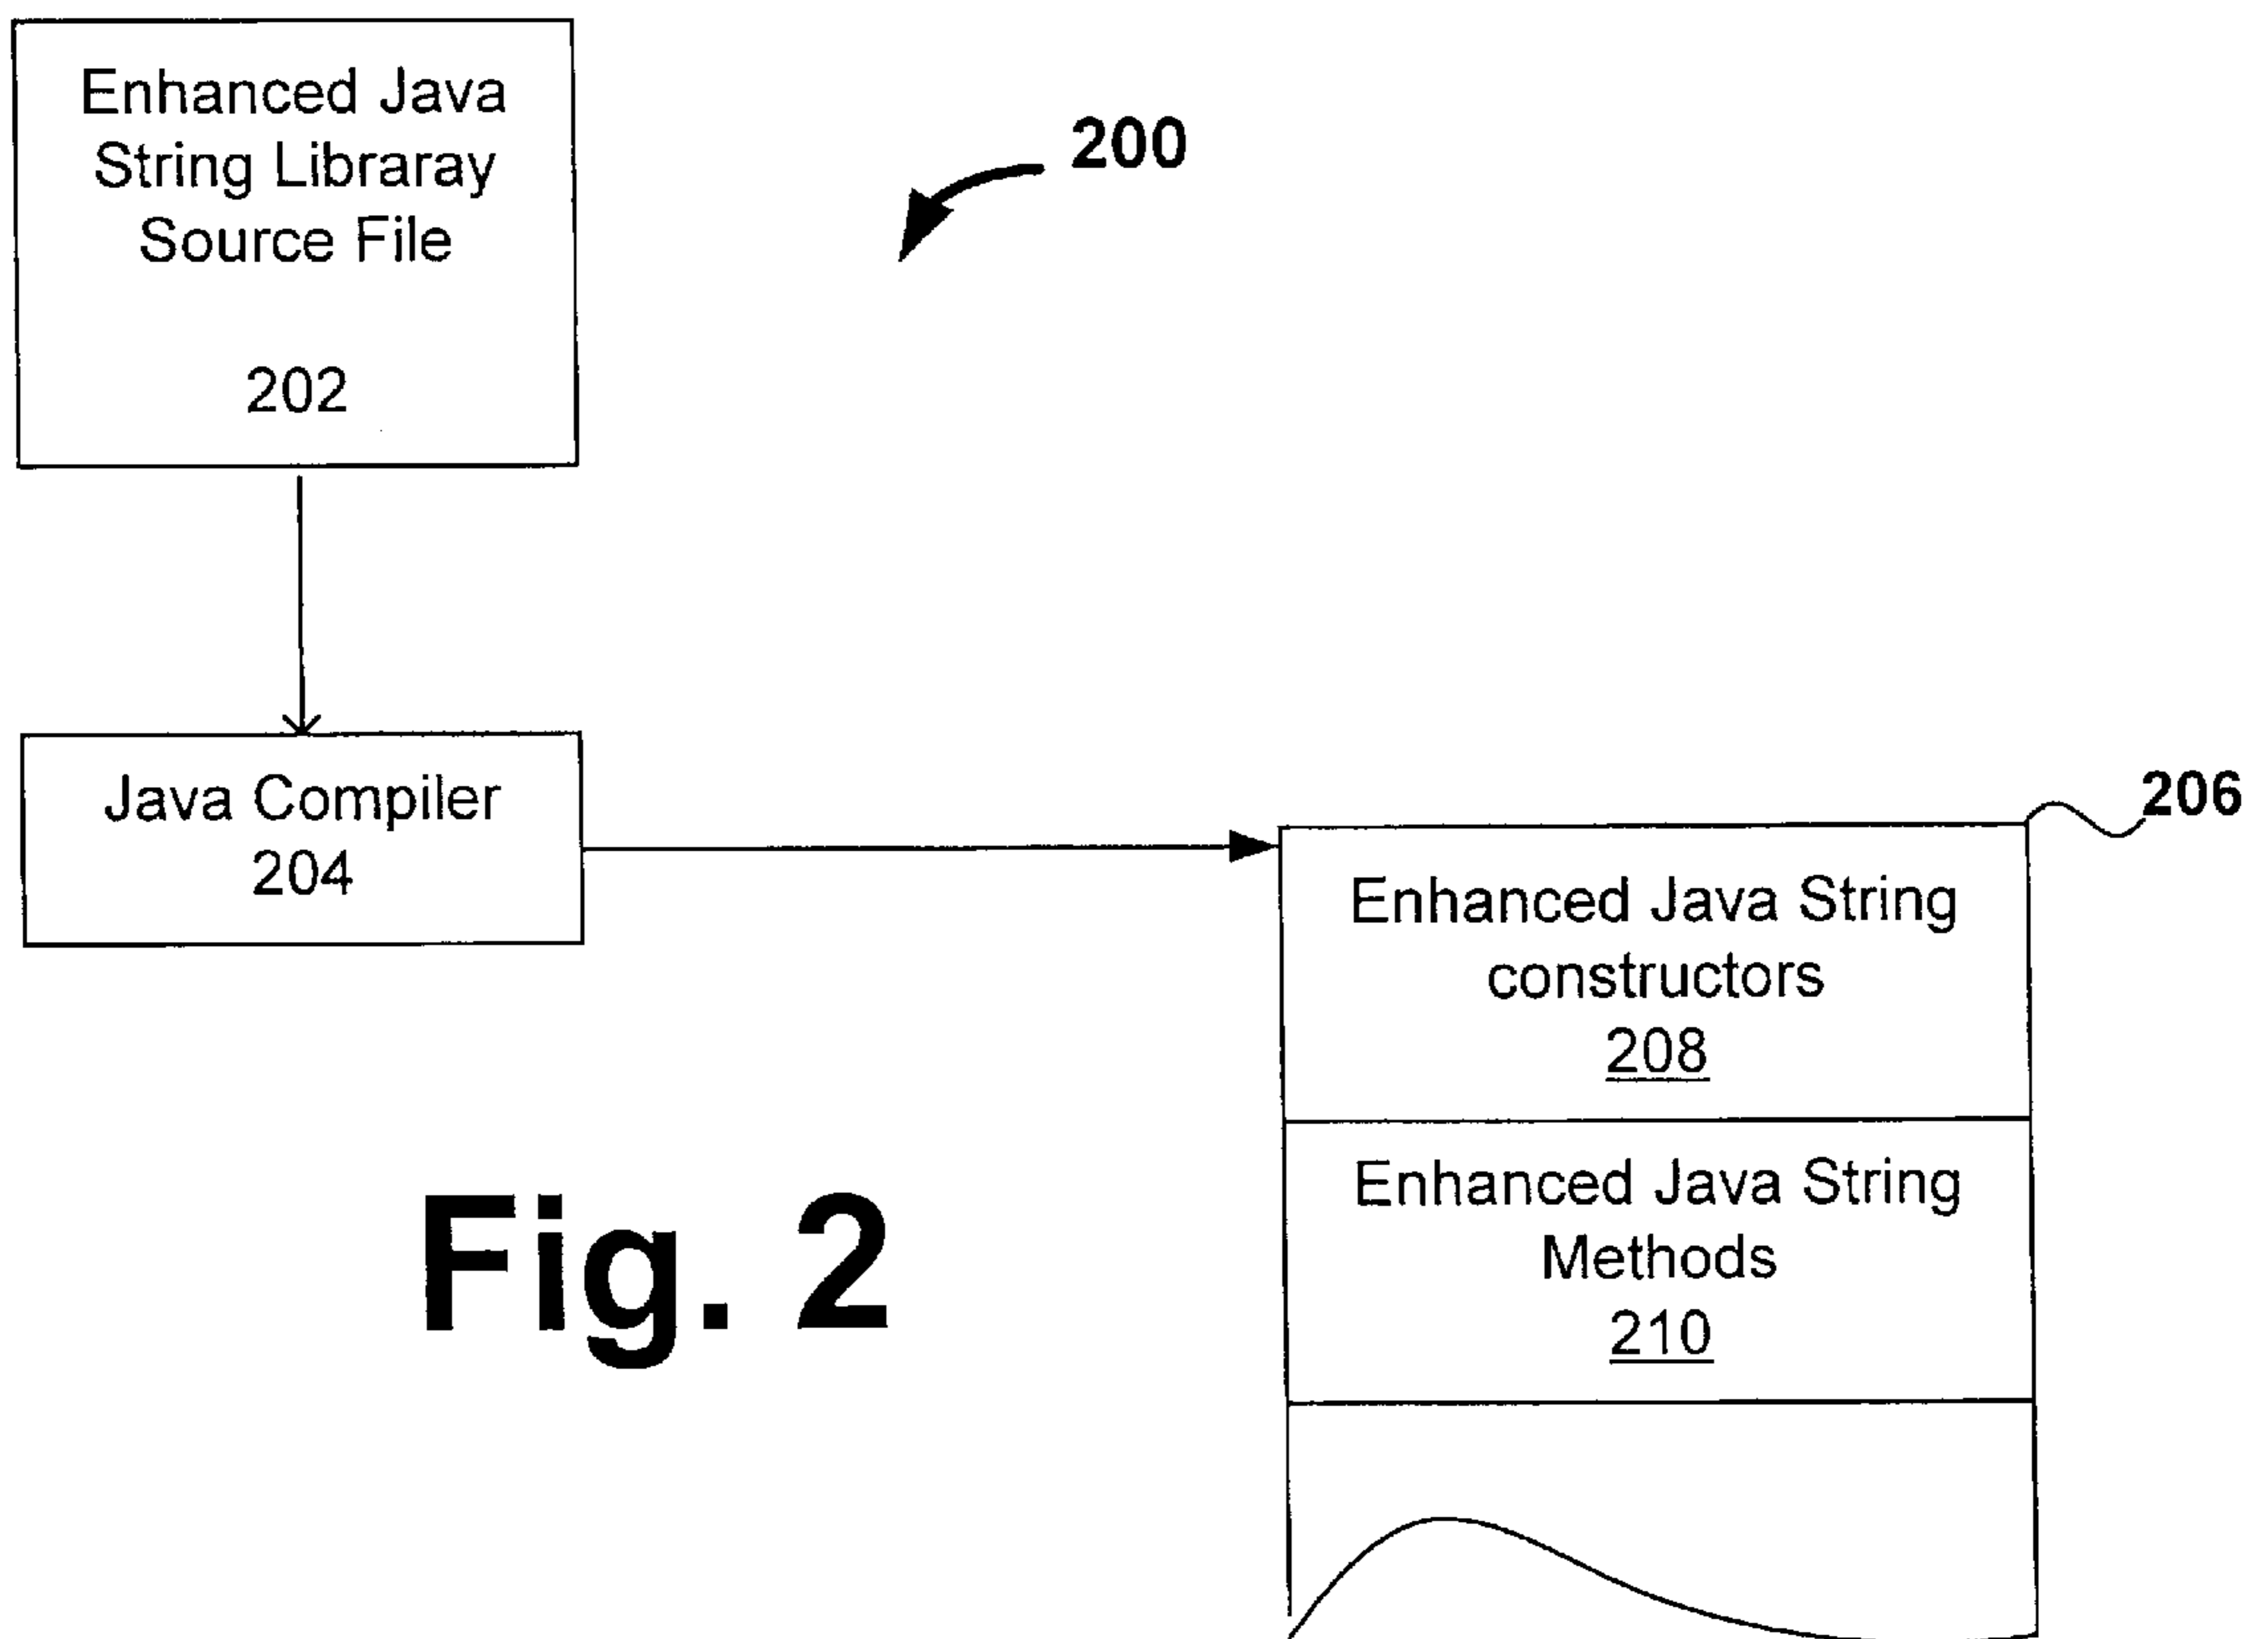 Enhanced Java
String Libraray
Source File
202
200
Java Compiler
204
206
Enhanced Java String
constructors
208
Enhanced Java String
Methods
210
Fig. 2